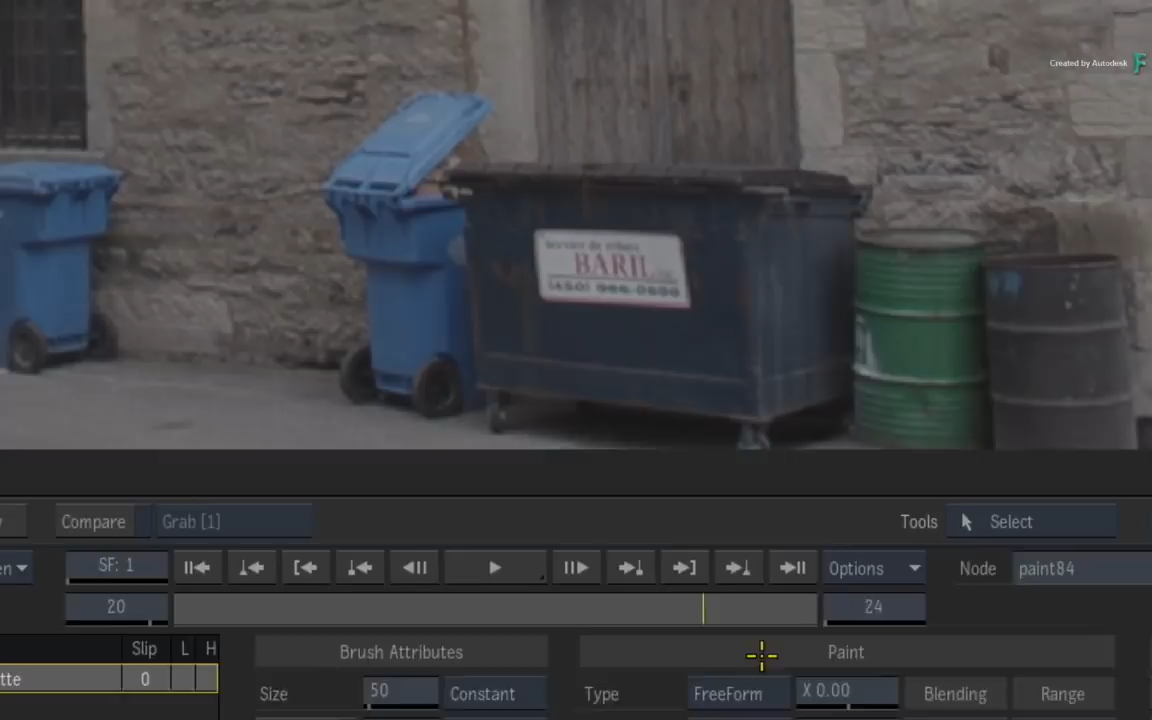 Created by Autodesk
BARIL
Compare
Grab [1]
Tools
Select
SF: 1
Options
Node
paint84
20
24
Slip
L
H
Brush Attributes
Paint
tte
0
Size
50
Constant
Type
FreeForm
X 0.00
Blending
Range